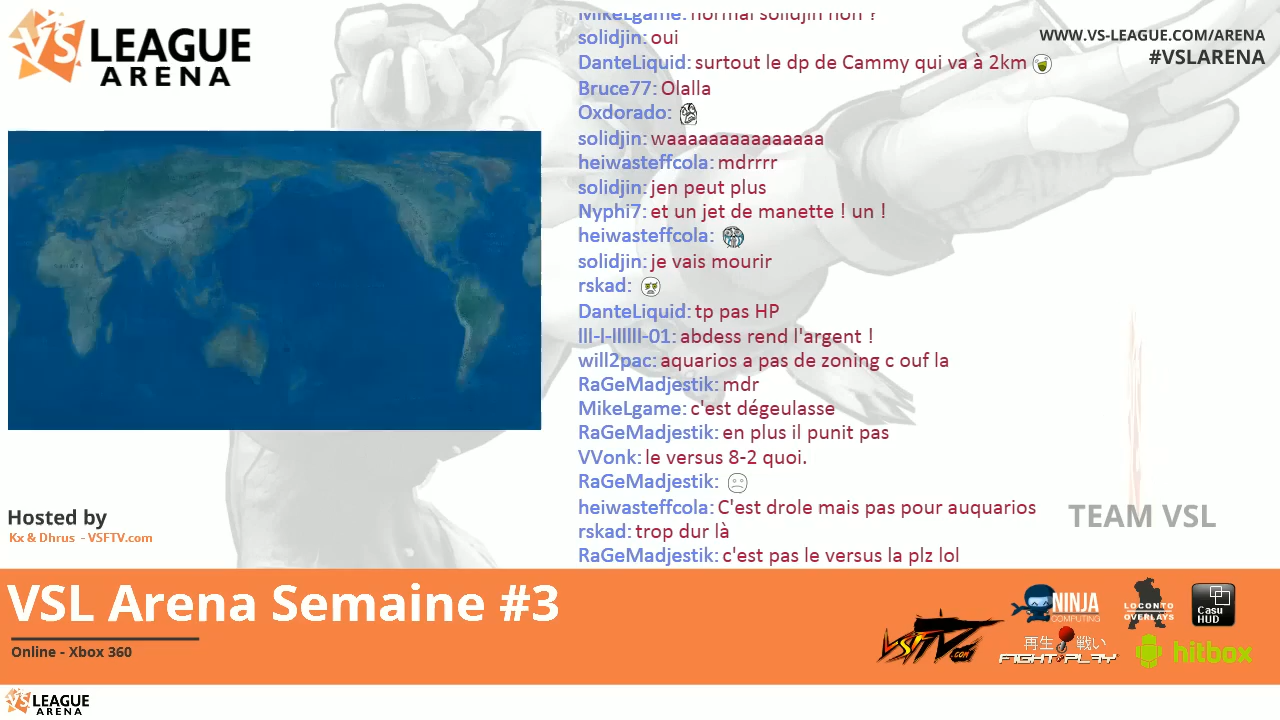 VS LEAGUE
ARENA
WWW.VS-LEAGUE.COM/ARENA
#VSLARENA
MikeLgame: normal solidjin non ?
solidjin: oui
DanteLiquid: surtout le dp de Cammy qui va à 2km
Bruce77: Olalla
Oxdorado:
solidjin: waaaaaaaaaaaaaaa
heiwasteffcola: mdrrrr
solidjin: jen peut plus
Nyphi7: et un jet de manette ! un !
heiwasteffcola:
solidjin: je vais mourir
rskad:
DanteLiquid: tp pas HP
lll-l-llllll-01: abdess rend l'argent !
will2pac: aquarios a pas de zoning c ouf la
RaGeMadjestik: mdr
MikeLgame: c'est dégeulasse
RaGeMadjestik: en plus il punit pas
VVonk: le versus 8-2 quoi.
RaGeMadjestik:
heiwasteffcola: C'est drole mais pas pour auquarios
rskad: trop dur là
RaGeMadjestik: c'est pas le versus la plz lol
Hosted by
Kx & Dhrus - VSFTV.com
TEAM VSL
VSL Arena Semaine #3
Online - Xbox 360
VSFTV.com
NINJA
COMPUTING
LOCONTO
OVERLAYS
Casu
HUD
再生 戦い
FIGHT PLAY
hitbox
VS LEAGUE
ARENA